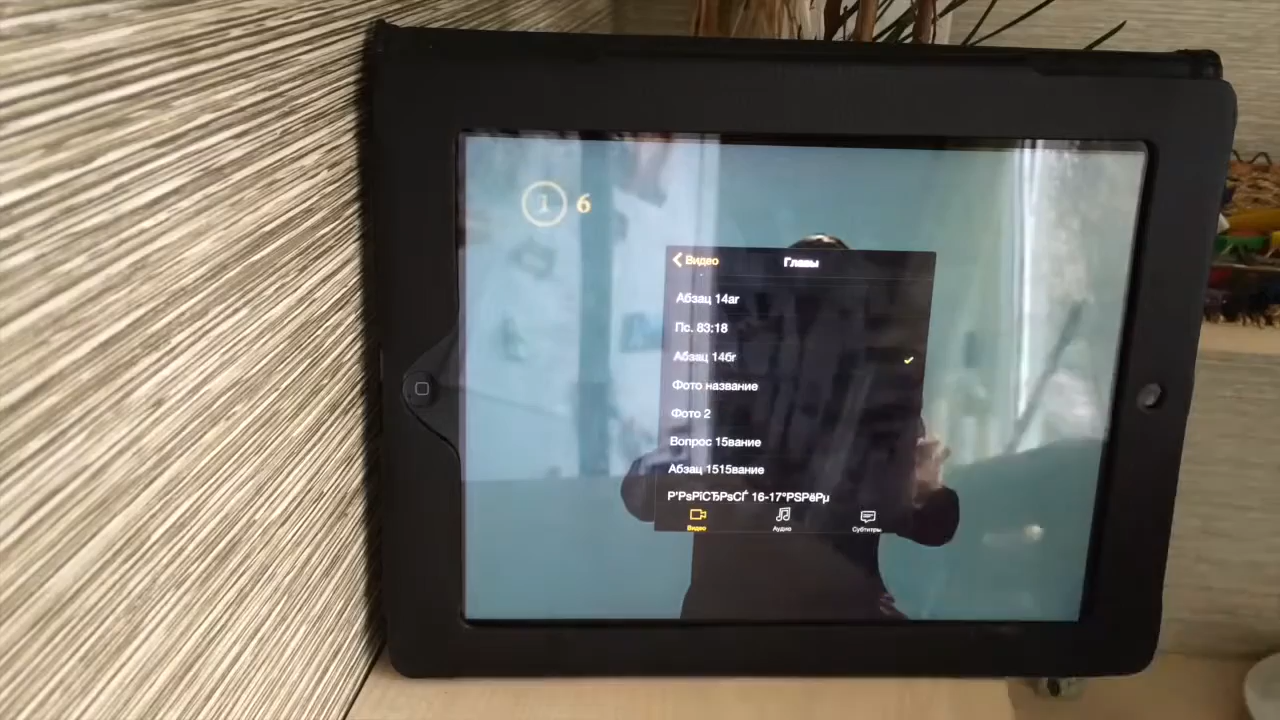 1 6
Видео Главы
Абзац 14аг
Пс. 83:18
Абзац 14бг
Фото название
Фото 2
Вопрос 15вание
Абзац 1515вание
Р'РѕРїСЂРѕСЃ 16-17°РЅРёРµ
Видео Аудио Субтитры